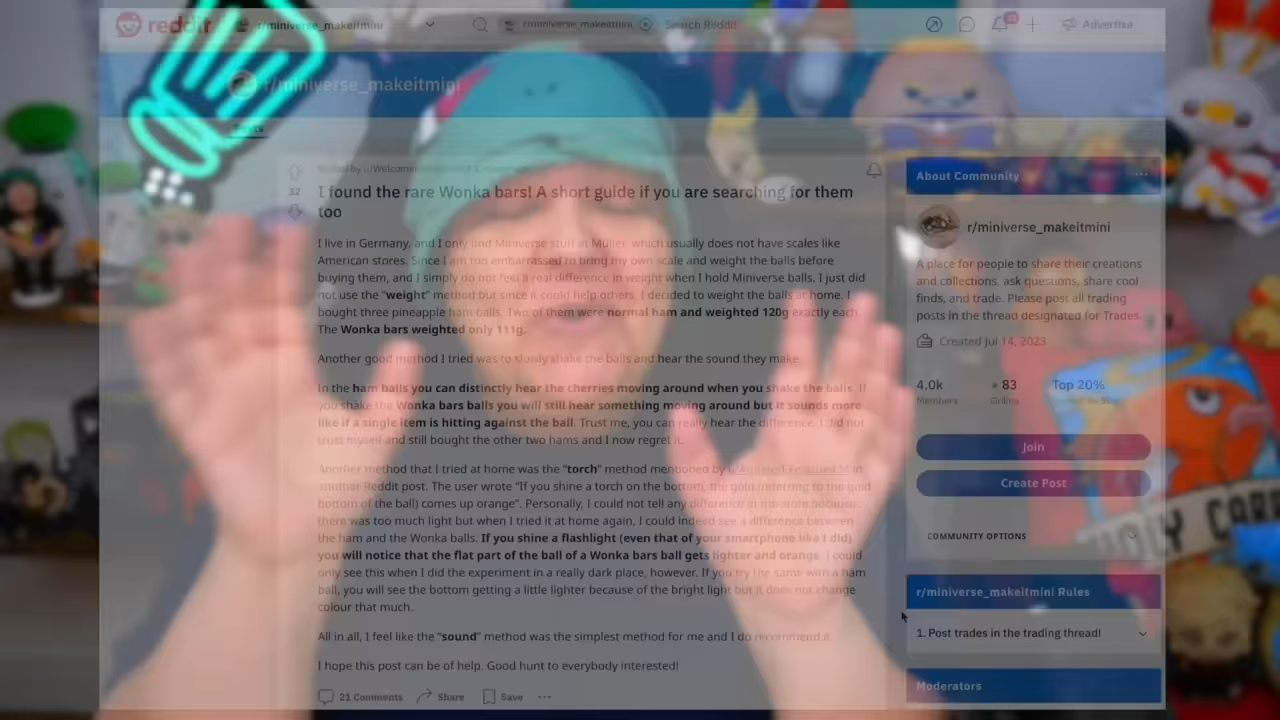 reddit
r/miniverse_makeitmini
r/miniverse_makeitmini
Search Reddit
Advertise
r/miniverse_makeitmini
32
I found the rare Wonka bars! A short guide if you are searching for them
too
I live in Germany, and I only find Miniverse stuff at Müller which usually does not have scales like
American stores. Since I am too embarrassed to bring my own scale and weight the balls before
buying them, and I simply do not feel a real difference in weight when I hold Miniverse balls, I just did
not use the "weight" method but since it could help others, I decided to weight the balls at home. I
bought three pineapple ham balls. Two of them were normal ham and weighted 120g exactly each.
The Wonka bars weighted only 111g.
Another good method I tried was to slowly shake the balls and hear the sound they make.
In the ham balls you can distinctly hear the cherries moving around when you shake the balls. If
you shake the Wonka bars balls you will still hear something moving around but it sounds more
like if a single item is hitting against the ball. Trust me, you can really hear the difference. I did not
trust myself and still bought the other two hams and I now regret it.
Another method that I tried at home was the "torch" method mentioned by in
another Reddit post. The user wrote "If you shine a torch on the bottom, the gold (referring to the gold
bottom of the ball) comes up orange". Personally, I could not tell any difference in the store because
there was too much light but when I tried it at home again, I could indeed see a difference between
the ham and the Wonka balls. If you shine a flashlight (even that of your smartphone like I did)
you will notice that the flat part of the ball of a Wonka bars ball gets lighter and orange. I could
only see this when I did the experiment in a really dark place, however. If you try the same with a ham
ball, you will see the bottom getting a little lighter because of the bright light but it does not change
colour that much.
All in all, I feel like the "sound" method was the simplest method for me and I do recommend it.
I hope this post can be of help. Good hunt to everybody interested!
21 Comments
Share
Save
About Community
r/miniverse_makeitmini
A place for people to share their creations
and collections, ask questions, share cool
finds, and trade. Please post all trading
posts in the thread designated for Trades.
Created Jul 14, 2023
4.0k
83
Top 20%
Members
Online
Join
Create Post
COMMUNITY OPTIONS
r/miniverse_makeitmini Rules
1. Post trades in the trading thread!
Moderators
HOLY CARP